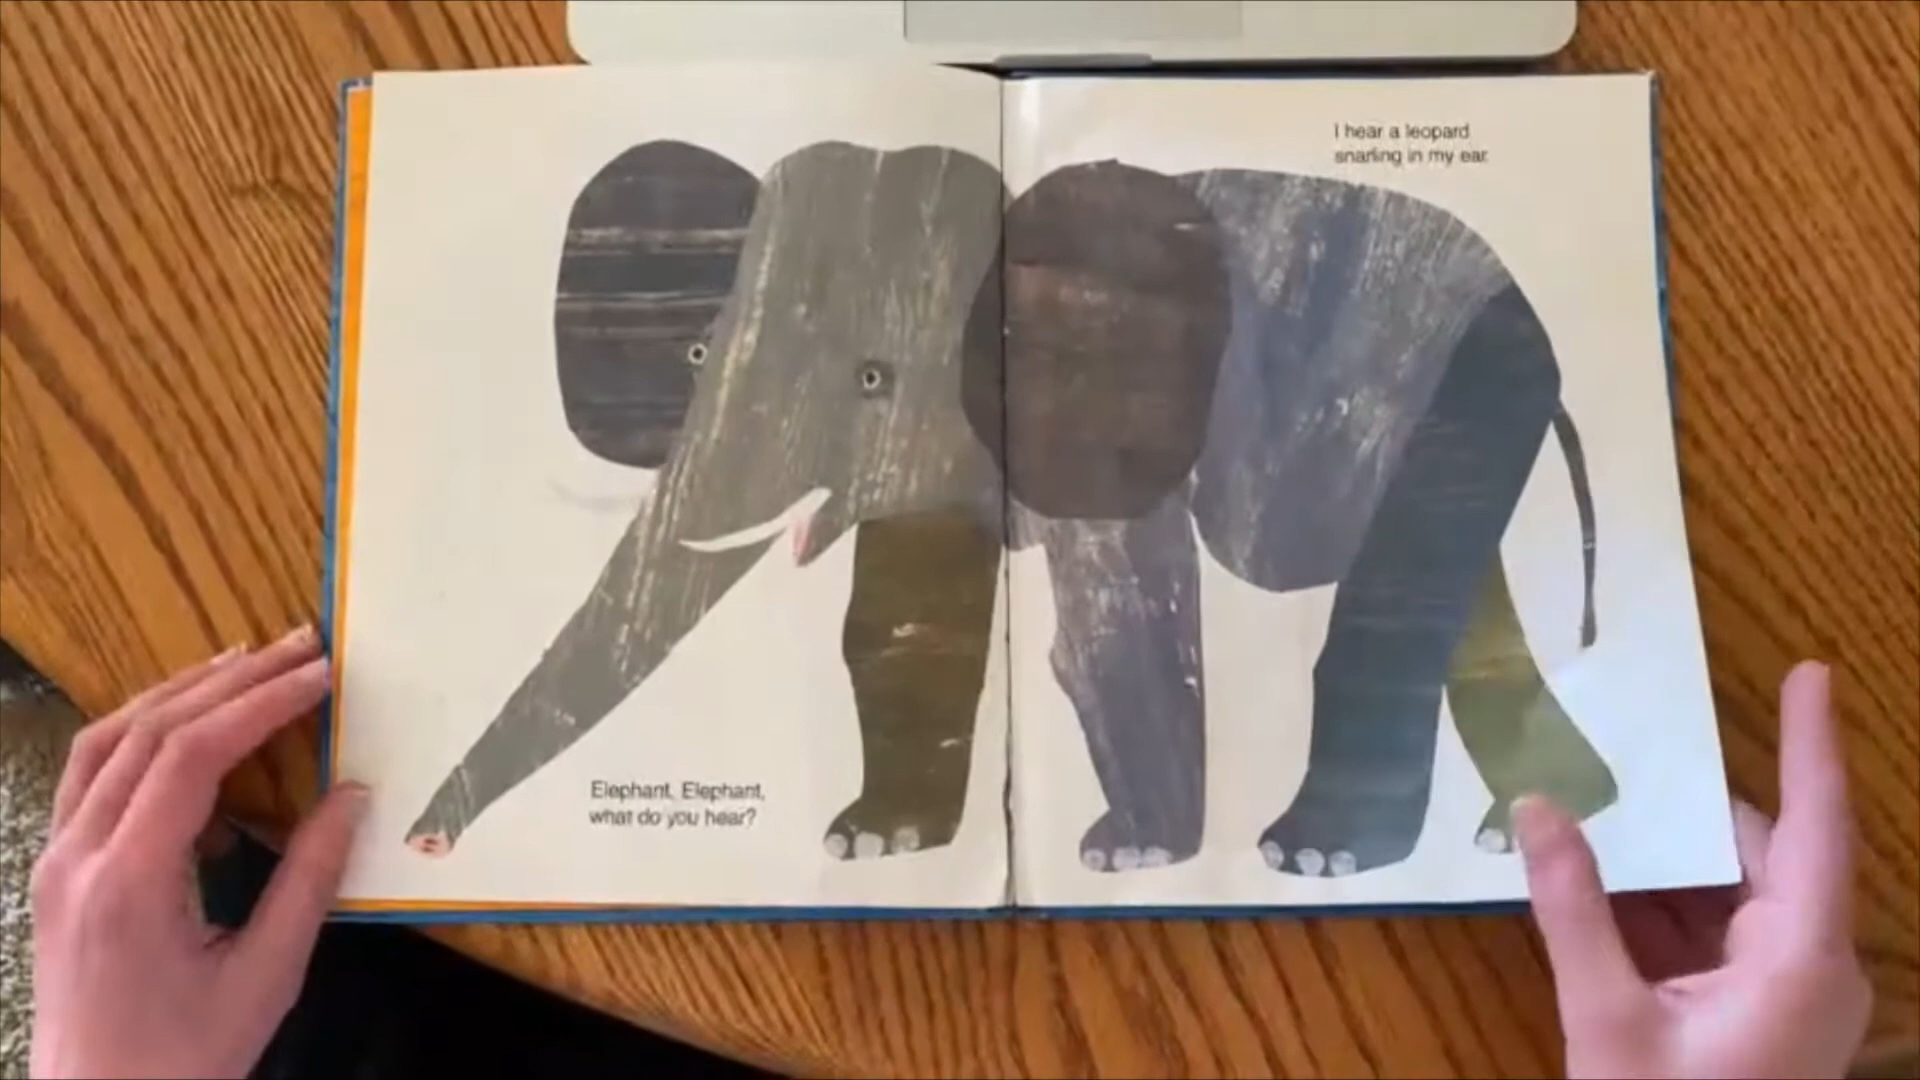 Elephant, Elephant,
what do you hear?
I hear a leopard
snarling in my ear.